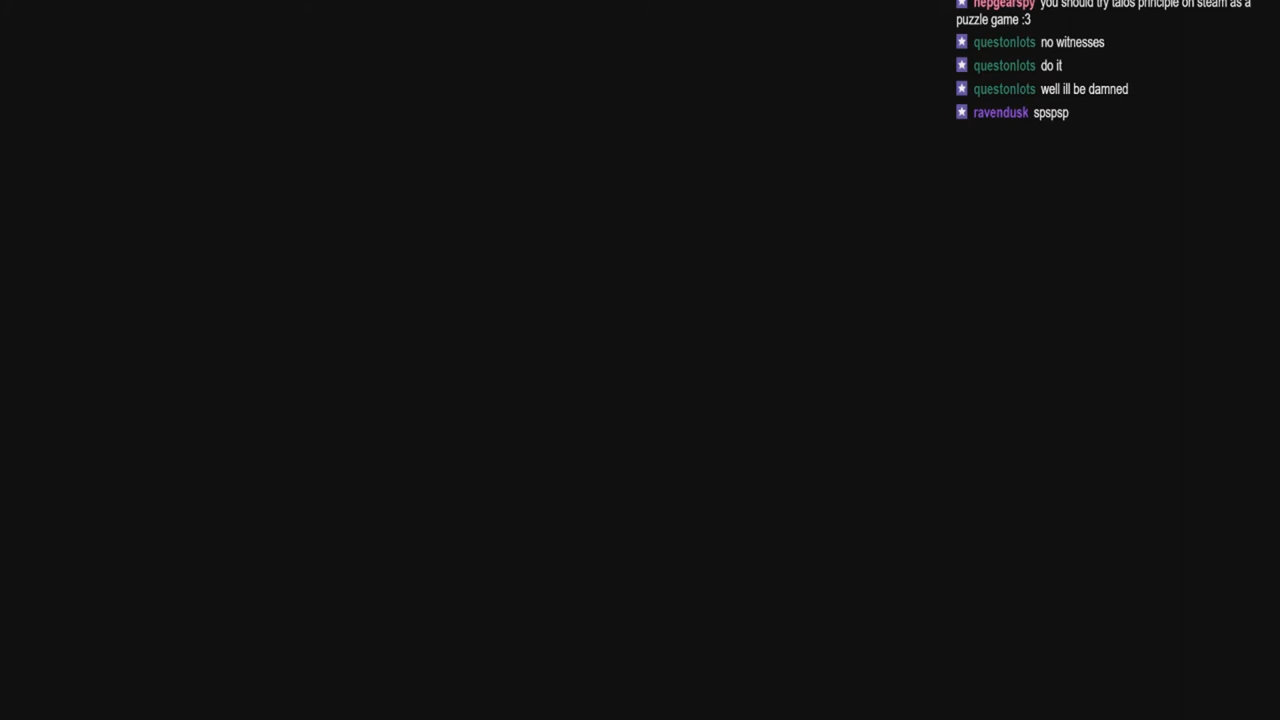 nepgearspy you should try talos principle on steam as a
puzzle game :3
questonlots no witnesses
questonlots do it
questonlots well ill be damned
ravendusk spspsp